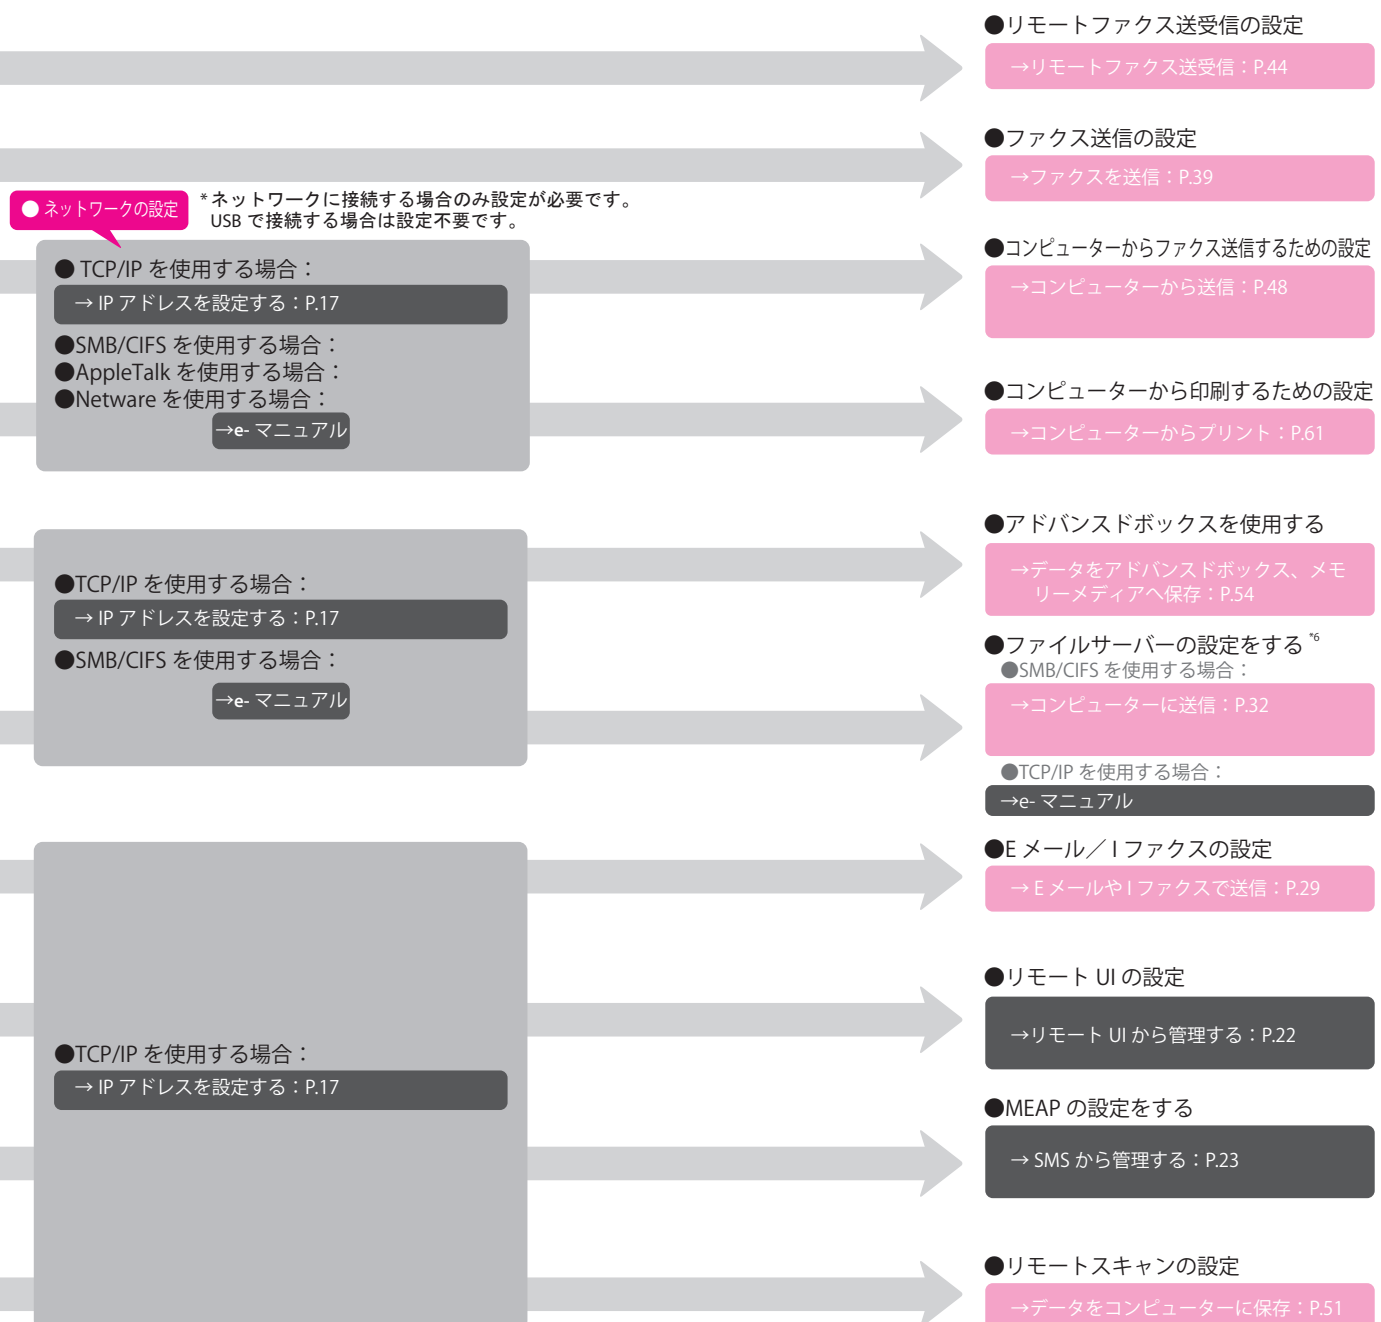 ●リモートファクス送受信の設定
→リモートファクス送受信：P.44
●ファクス送信の設定
→ファクスを送信：P.39
●ネットワークの設定
*ネットワークに接続する場合のみ設定が必要です。
USB で接続する場合は設定不要です。
● TCP/IP を使用する場合：
→ IP アドレスを設定する：P.17
●SMB/CIFS を使用する場合：
●AppleTalk を使用する場合：
●Netware を使用する場合：
→e- マニュアル
●コンピューターからファクス送信するための設定
→コンピューターから送信：P.48
●コンピューターから印刷するための設定
→コンピューターからプリント：P.61
●TCP/IP を使用する場合：
→ IP アドレスを設定する：P.17
●SMB/CIFS を使用する場合：
→e- マニュアル
●アドバンスドボックスを使用する
→データをアドバンスドボックス、メモ
リーメディアへ保存：P.54
●ファイルサーバーの設定をする *6
●SMB/CIFS を使用する場合：
→コンピューターに送信：P.32
●TCP/IP を使用する場合：
→e- マニュアル
●TCP/IP を使用する場合：
→ IP アドレスを設定する：P.17
●E メール／I ファクスの設定
→ E メールや I ファクスで送信：P.29
●リモート UI の設定
→リモート UI から管理する：P.22
●MEAP の設定をする
→ SMS から管理する：P.23
●リモートスキャンの設定
→データをコンピューターに保存：P.51